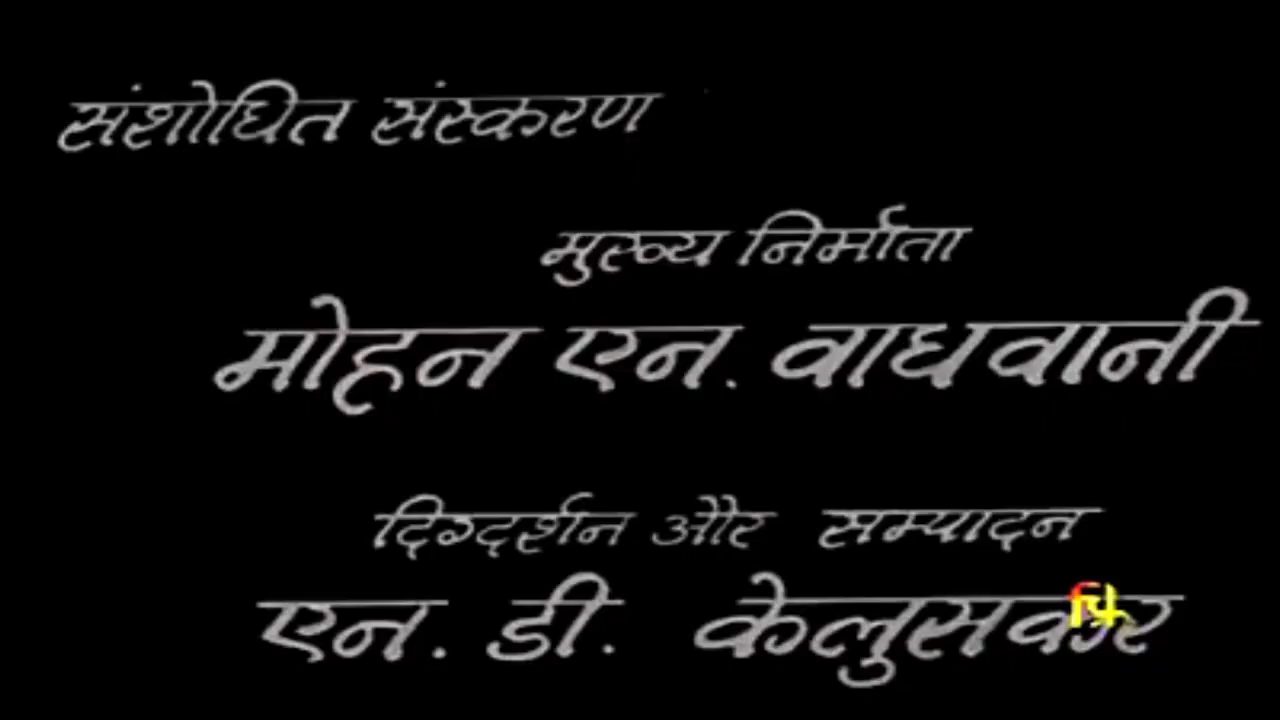 संशोधित संस्करण
मुख्य निर्माता
मोहन एन. वाधवानी
दिग्दर्शन और सम्पादन
एन. डी. केलुसकर